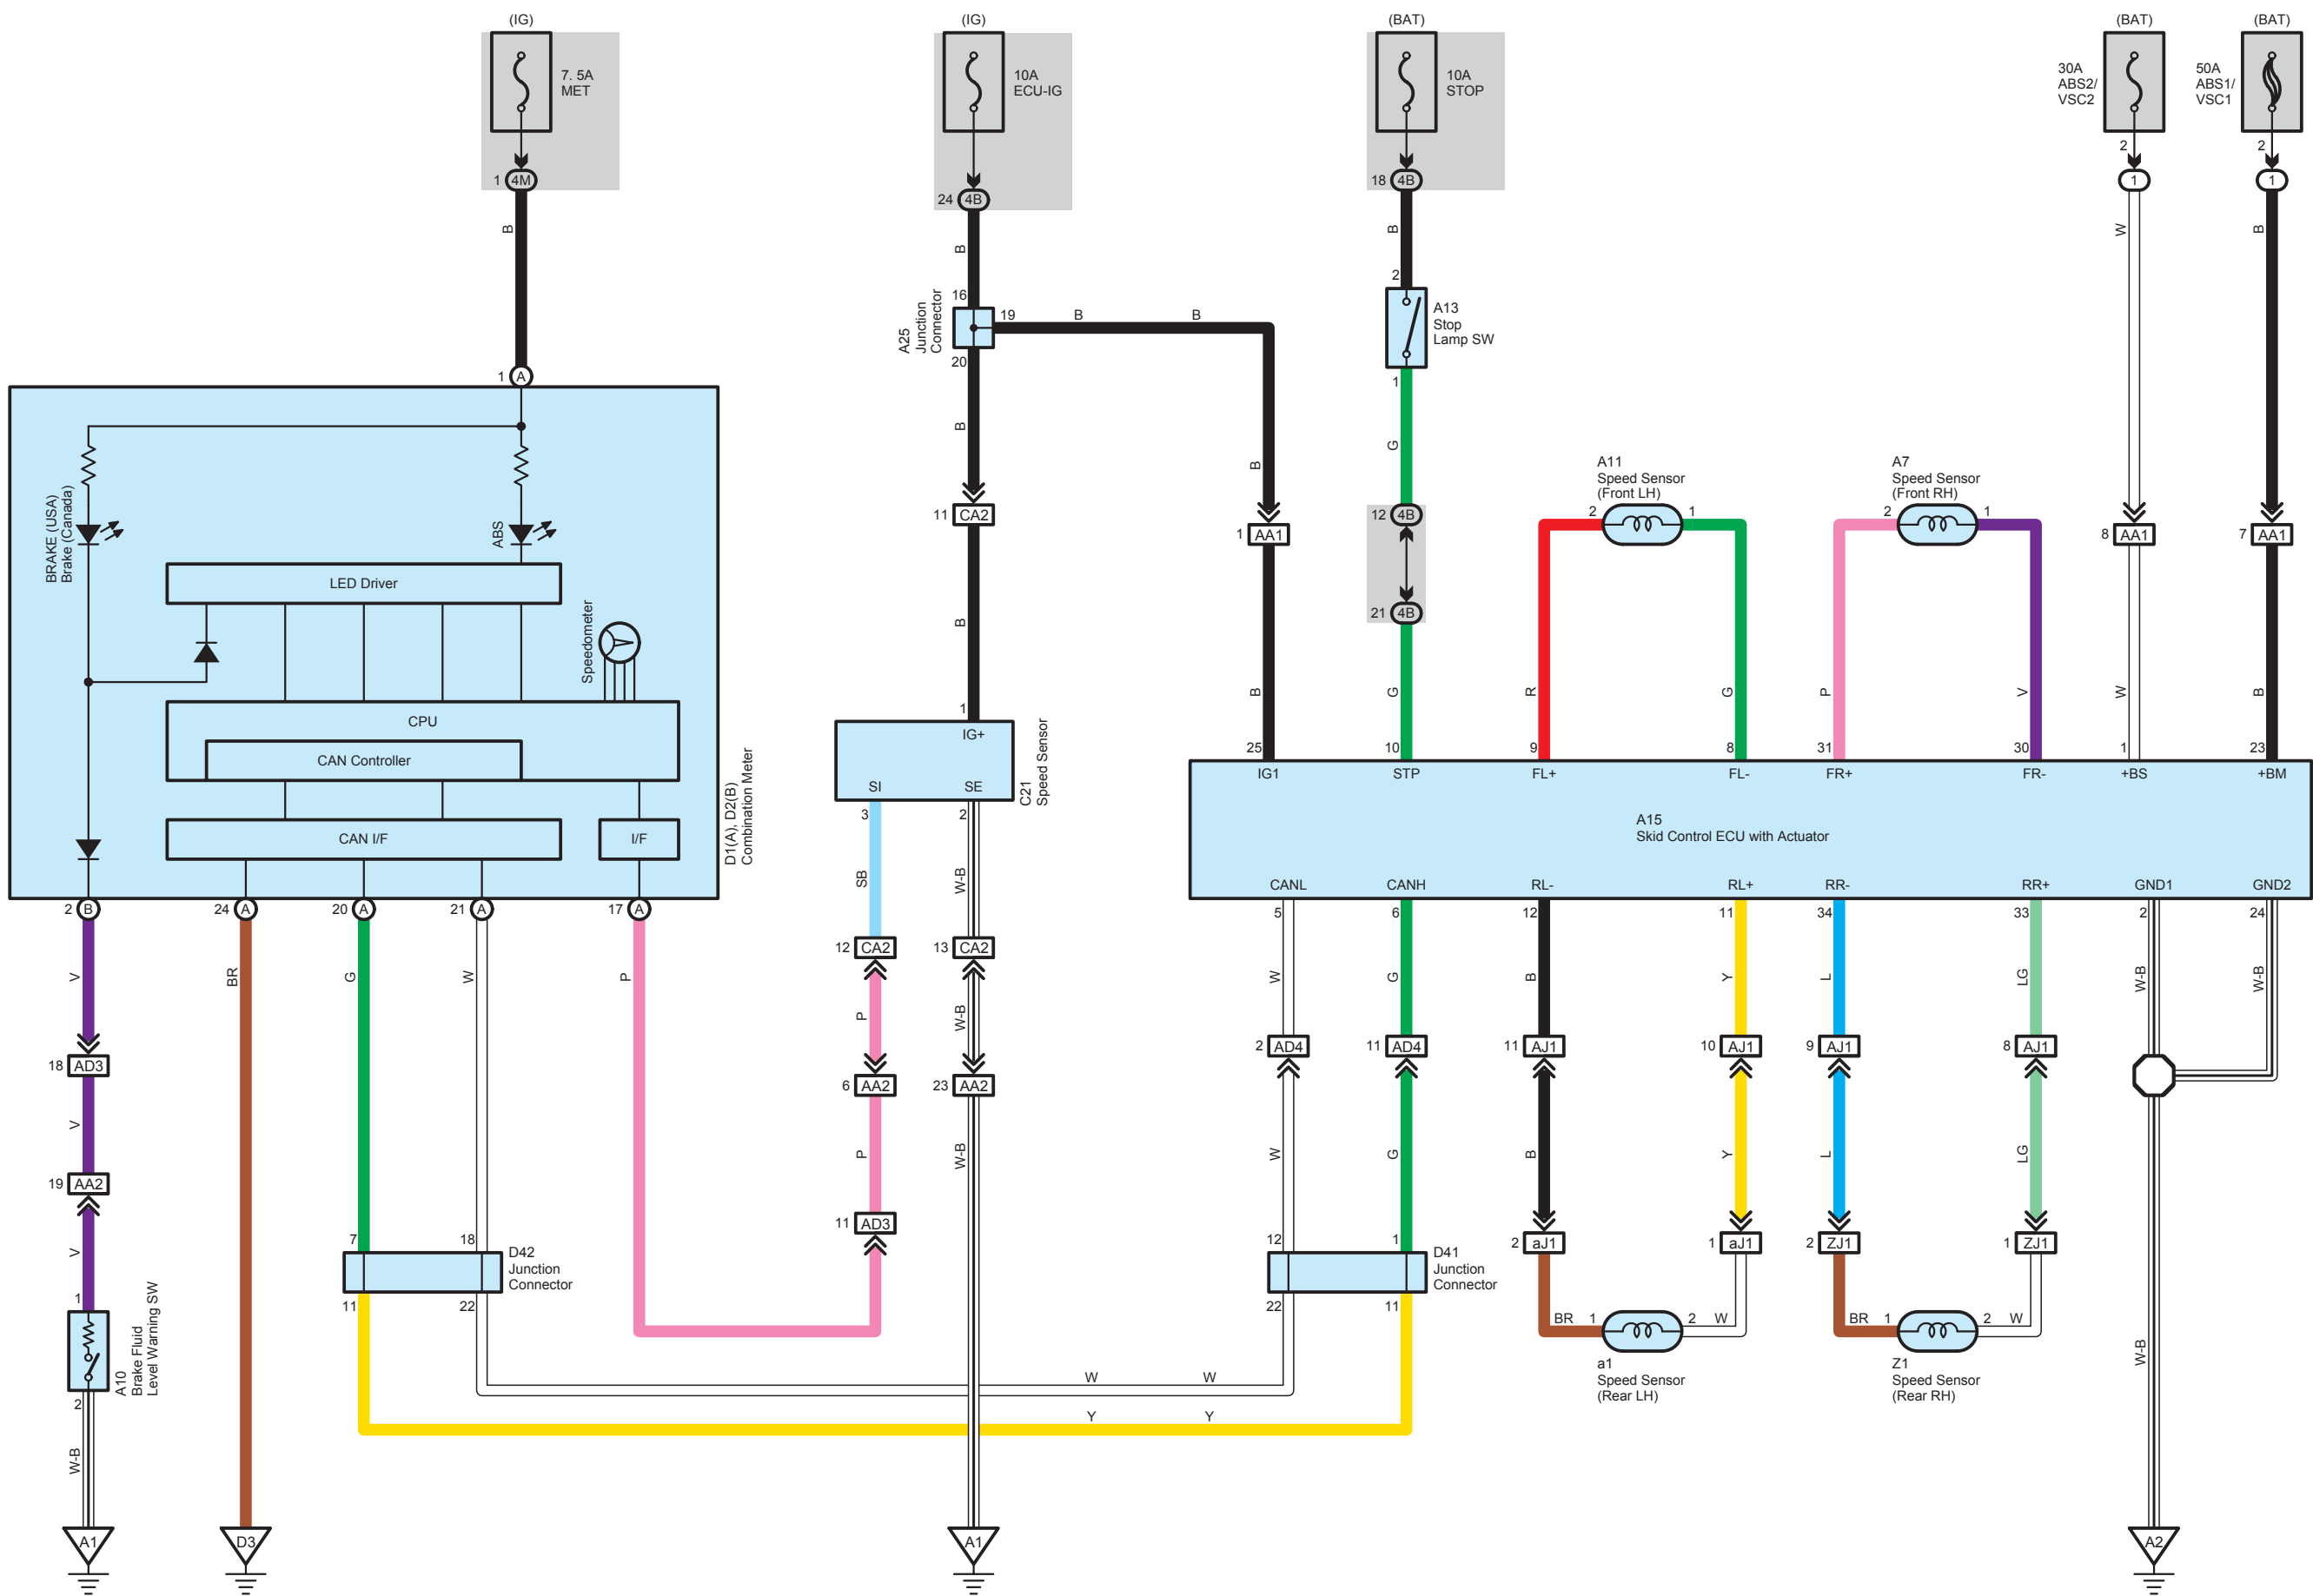 (IG)
(IG)
(BAT)
(BAT)
(BAT)
7. 5A
MET
10A
ECU-IG
10A
STOP
30A
ABS2/
VSC2
50A
ABS1/
VSC1
2
2
1 4M
24 4B
18 4B
1
1
B
B
B
W
B
16
A25
Junction
Connector
19 B B
20
2
A13
Stop
Lamp SW
1
1 A
B
B
G
11 CA2
1 AA1
12 4B
21 4B
A11
Speed Sensor
(Front LH)
2 1
A7
Speed Sensor
(Front RH)
2 1
8 AA1
7 AA1
BRAKE (USA)
Brake (Canada)
ABS
LED Driver
Speedometer
CPU
CAN Controller
CAN I/F
I/F
D1(A), D2(B)
Combination Meter
B
B
G
R
G
P
V
W
B
1
IG+
SI
SE
C21
Speed Sensor
3
2
25
10
9
8
31
30
1
23
IG1
STP
FL+
FL-
FR+
FR-
+BS
+BM
A15
Skid Control ECU with Actuator
CANL
CANH
RL-
RL+
RR-
RR+
GND1
GND2
5
6
12
11
34
33
2
24
2 B
24 A
20 A
21 A
17 A
SB
W-B
V
BR
G
W
P
12 CA2
13 CA2
P
W-B
W
G
B
Y
L
LG
W-B
W-B
18 AD3
6 AA2
23 AA2
2 AD4
11 AD4
11 AJ1
10 AJ1
9 AJ1
8 AJ1
V
P
W-B
W
G
B
Y
L
LG
19 AA2
11 AD3
V
7
18
D42
Junction
Connector
11
22
12
1
D41
Junction
Connector
22
11
2 aJ1
1 aJ1
2 ZJ1
1 ZJ1
1
A10
Brake Fluid
Level Warning SW
2
BR 1 2 W
a1
Speed Sensor
(Rear LH)
BR 1 2 W
Z1
Speed Sensor
(Rear RH)
W-B
W W
Y Y
W-B
A1
D3
A1
A2